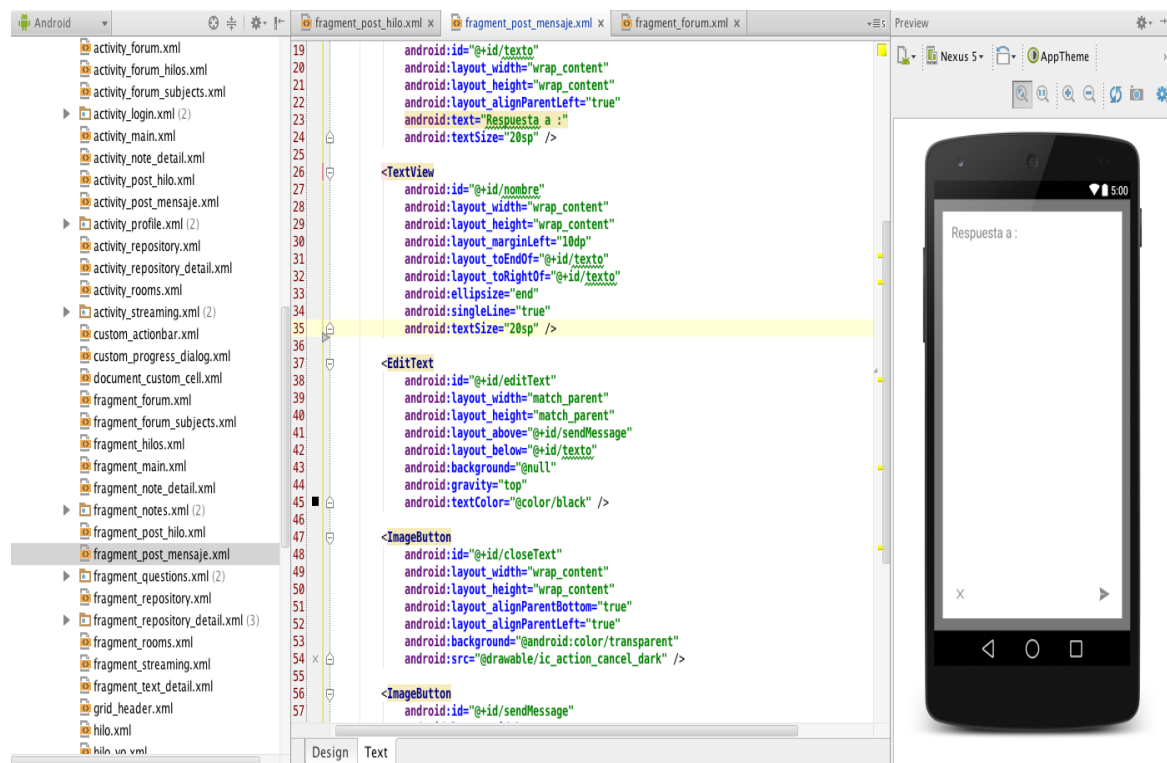 Android
fragment_post_hilo.xml ×
fragment_post_mensaje.xml ×
fragment_forum.xml ×
Preview
activity_forum.xml
activity_forum_hilos.xml
activity_forum_subjects.xml
activity_login.xml (2)
activity_main.xml
activity_note_detail.xml
activity_post_hilo.xml
activity_post_mensaje.xml
activity_profile.xml (2)
activity_repository.xml
activity_repository_detail.xml
activity_rooms.xml
activity_streaming.xml (2)
custom_actionbar.xml
custom_progress_dialog.xml
document_custom_cell.xml
fragment_forum.xml
fragment_forum_subjects.xml
fragment_hilos.xml
fragment_main.xml
fragment_note_detail.xml
fragment_notes.xml (2)
fragment_post_hilo.xml
fragment_post_mensaje.xml
fragment_questions.xml (2)
fragment_repository.xml
fragment_repository_detail.xml (3)
fragment_rooms.xml
fragment_streaming.xml
fragment_text_detail.xml
grid_header.xml
hilo.xml
hilo_yo.xml
19 android:id="@+id/texto"
20 android:layout_width="wrap_content"
21 android:layout_height="wrap_content"
22 android:layout_alignParentLeft="true"
23 android:text="Respuesta a :"
24 android:textSize="20sp" />
25
26 <TextView
27 android:id="@+id/nombre"
28 android:layout_width="wrap_content"
29 android:layout_height="wrap_content"
30 android:layout_marginLeft="10dp"
31 android:layout_toEndOf="@+id/texto"
32 android:layout_toRightOf="@+id/texto"
33 android:ellipsize="end"
34 android:singleLine="true"
35 android:textSize="20sp" />
36
37 <EditText
38 android:id="@+id/editText"
39 android:layout_width="match_parent"
40 android:layout_height="match_parent"
41 android:layout_above="@+id/sendMessage"
42 android:layout_below="@+id/texto"
43 android:background="@null"
44 android:gravity="top"
45 android:textColor="@color/black" />
46
47 <ImageButton
48 android:id="@+id/closeText"
49 android:layout_width="wrap_content"
50 android:layout_height="wrap_content"
51 android:layout_alignParentBottom="true"
52 android:layout_alignParentLeft="true"
53 android:background="@android:color/transparent"
54 android:src="@drawable/ic_action_cancel_dark" />
55
56 <ImageButton
57 android:id="@+id/sendMessage"
Design Text
Nexus 5
AppTheme
5:00
Respuesta a :